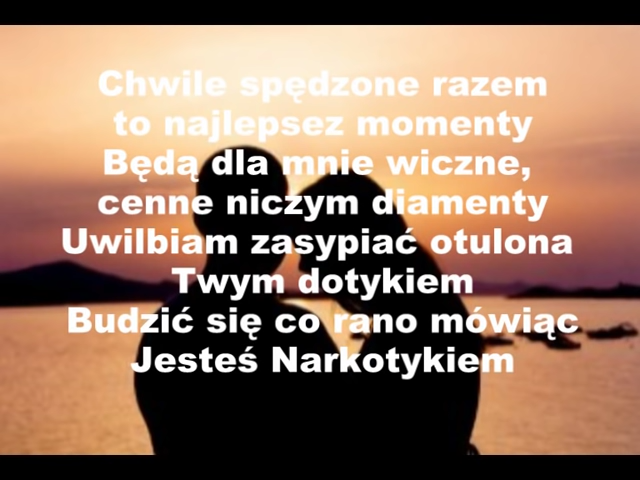 Chwile spędzone razem
to najlepsez momenty
Będą dla mnie wiczne,
cenne niczym diamenty
Uwilbiam zasypiać otulona
Twym dotykiem
Budzić się co rano mówiąc
Jesteś Narkotykiem